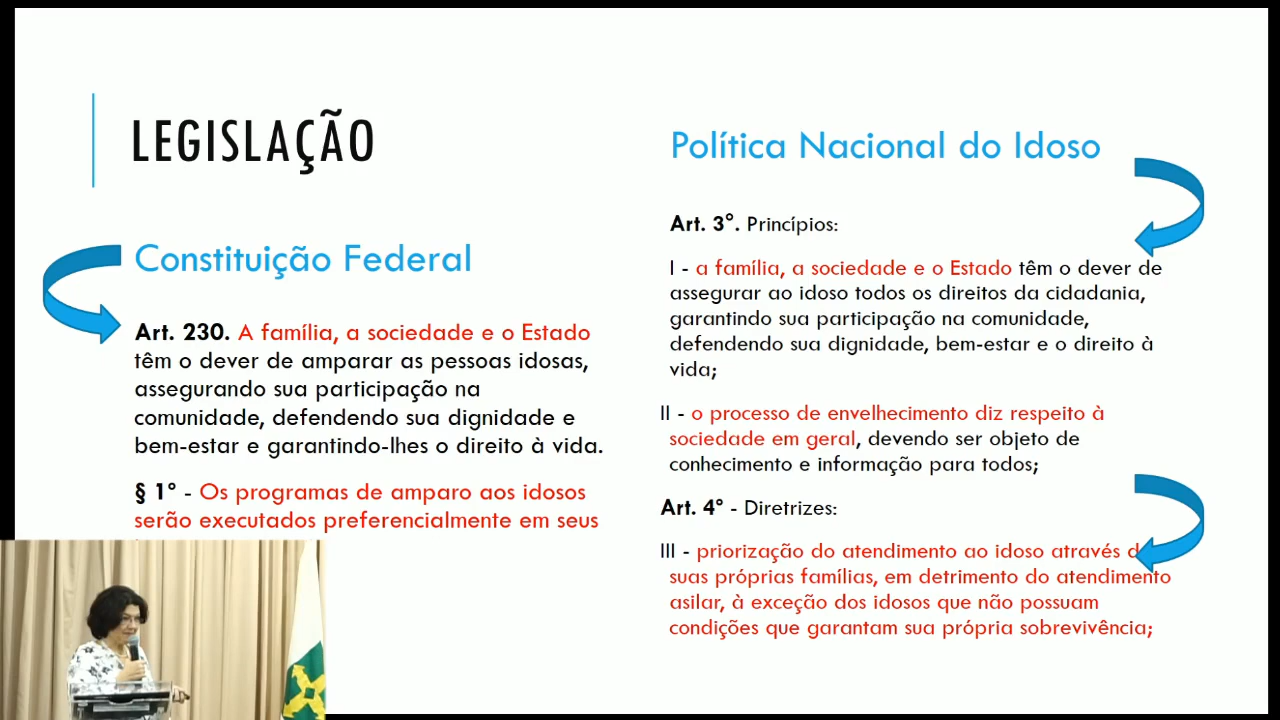 LEGISLAÇÃO
Constituição Federal
Art. 230. A família, a sociedade e o Estado
têm o dever de amparar as pessoas idosas,
assegurando sua participação na
comunidade, defendendo sua dignidade e
bem-estar e garantindo-lhes o direito à vida.
§ 1º - Os programas de amparo aos idosos
serão executados preferencialmente em seus
Política Nacional do Idoso
Art. 3°. Princípios:
I - a família, a sociedade e o Estado têm o dever de
assegurar ao idoso todos os direitos da cidadania,
garantindo sua participação na comunidade,
defendendo sua dignidade, bem-estar e o direito à
vida;
II - o processo de envelhecimento diz respeito à
sociedade em geral, devendo ser objeto de
conhecimento e informação para todos;
Art. 4º - Diretrizes:
III - priorização do atendimento ao idoso através
suas próprias famílias, em detrimento do atendimento
asilar, à exceção dos idosos que não possuam
condições que garantam sua própria sobrevivência;